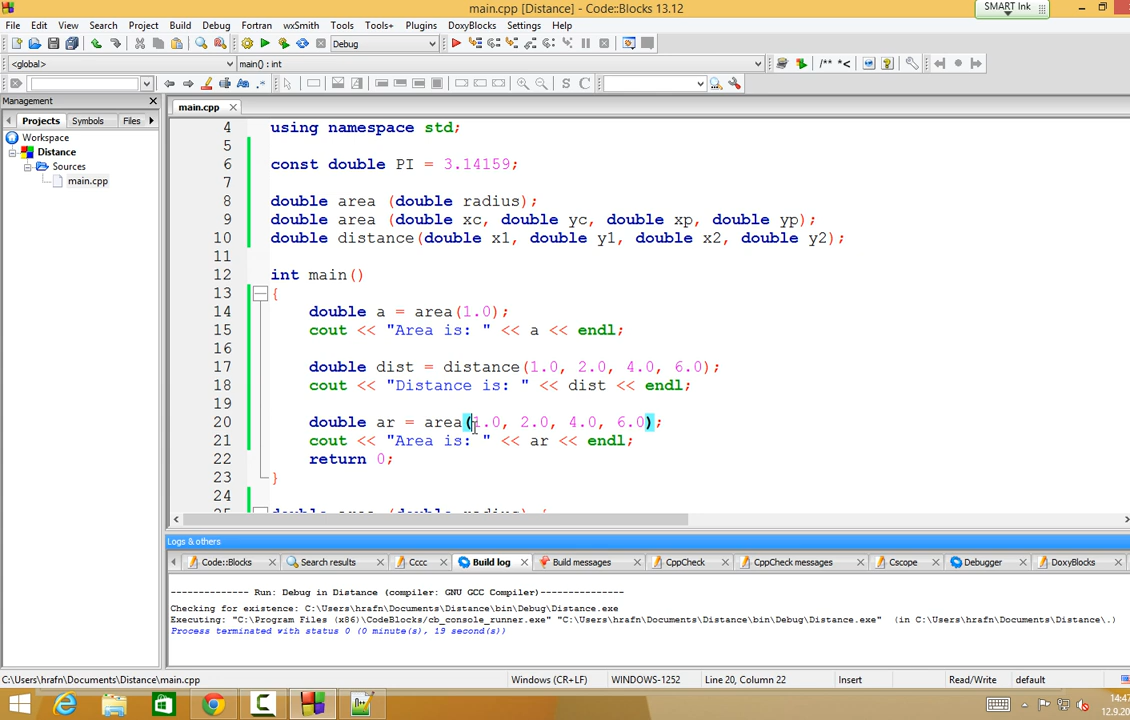 main.cpp [Distance] - Code::Blocks 13.12
SMART Ink
File Edit View Search Project Build Debug Fortran wxSmith Tools Tools+ Plugins DoxyBlocks Settings Help
Debug
<global> main() : int
/** *<
S C
Management
main.cpp
Projects Symbols Files
Workspace
Distance
Sources
main.cpp
4 using namespace std;
5
6 const double PI = 3.14159;
7
8 double area (double radius);
9 double area (double xc, double yc, double xp, double yp);
10 double distance(double x1, double y1, double x2, double y2);
11
12 int main()
13 {
14 double a = area(1.0);
15 cout << "Area is: " << a << endl;
16
17 double dist = distance(1.0, 2.0, 4.0, 6.0);
18 cout << "Distance is: " << dist << endl;
19
20 double ar = area(1.0, 2.0, 4.0, 6.0);
21 cout << "Area is: " << ar << endl;
22 return 0;
23 }
24
25 double area (double radius) {
Logs & others
Code::Blocks Search results Cccc Build log Build messages CppCheck CppCheck messages Cscope Debugger DoxyBlocks
-------------- Run: Debug in Distance (compiler: GNU GCC Compiler)---------------
Checking for existence: C:\Users\hrafn\Documents\Distance\bin\Debug\Distance.exe
Executing: "C:\Program Files (x86)\CodeBlocks/cb_console_runner.exe" "C:\Users\hrafn\Documents\Distance\bin\Debug\Distance.exe" (in C:\Users\hrafn\Documents\Distance\.)
Process terminated with status 0 (0 minute(s), 19 second(s))
C:\Users\hrafn\Documents\Distance\main.cpp Windows (CR+LF) WINDOWS-1252 Line 20, Column 22 Insert Read/Write default
14:47
12.9.20